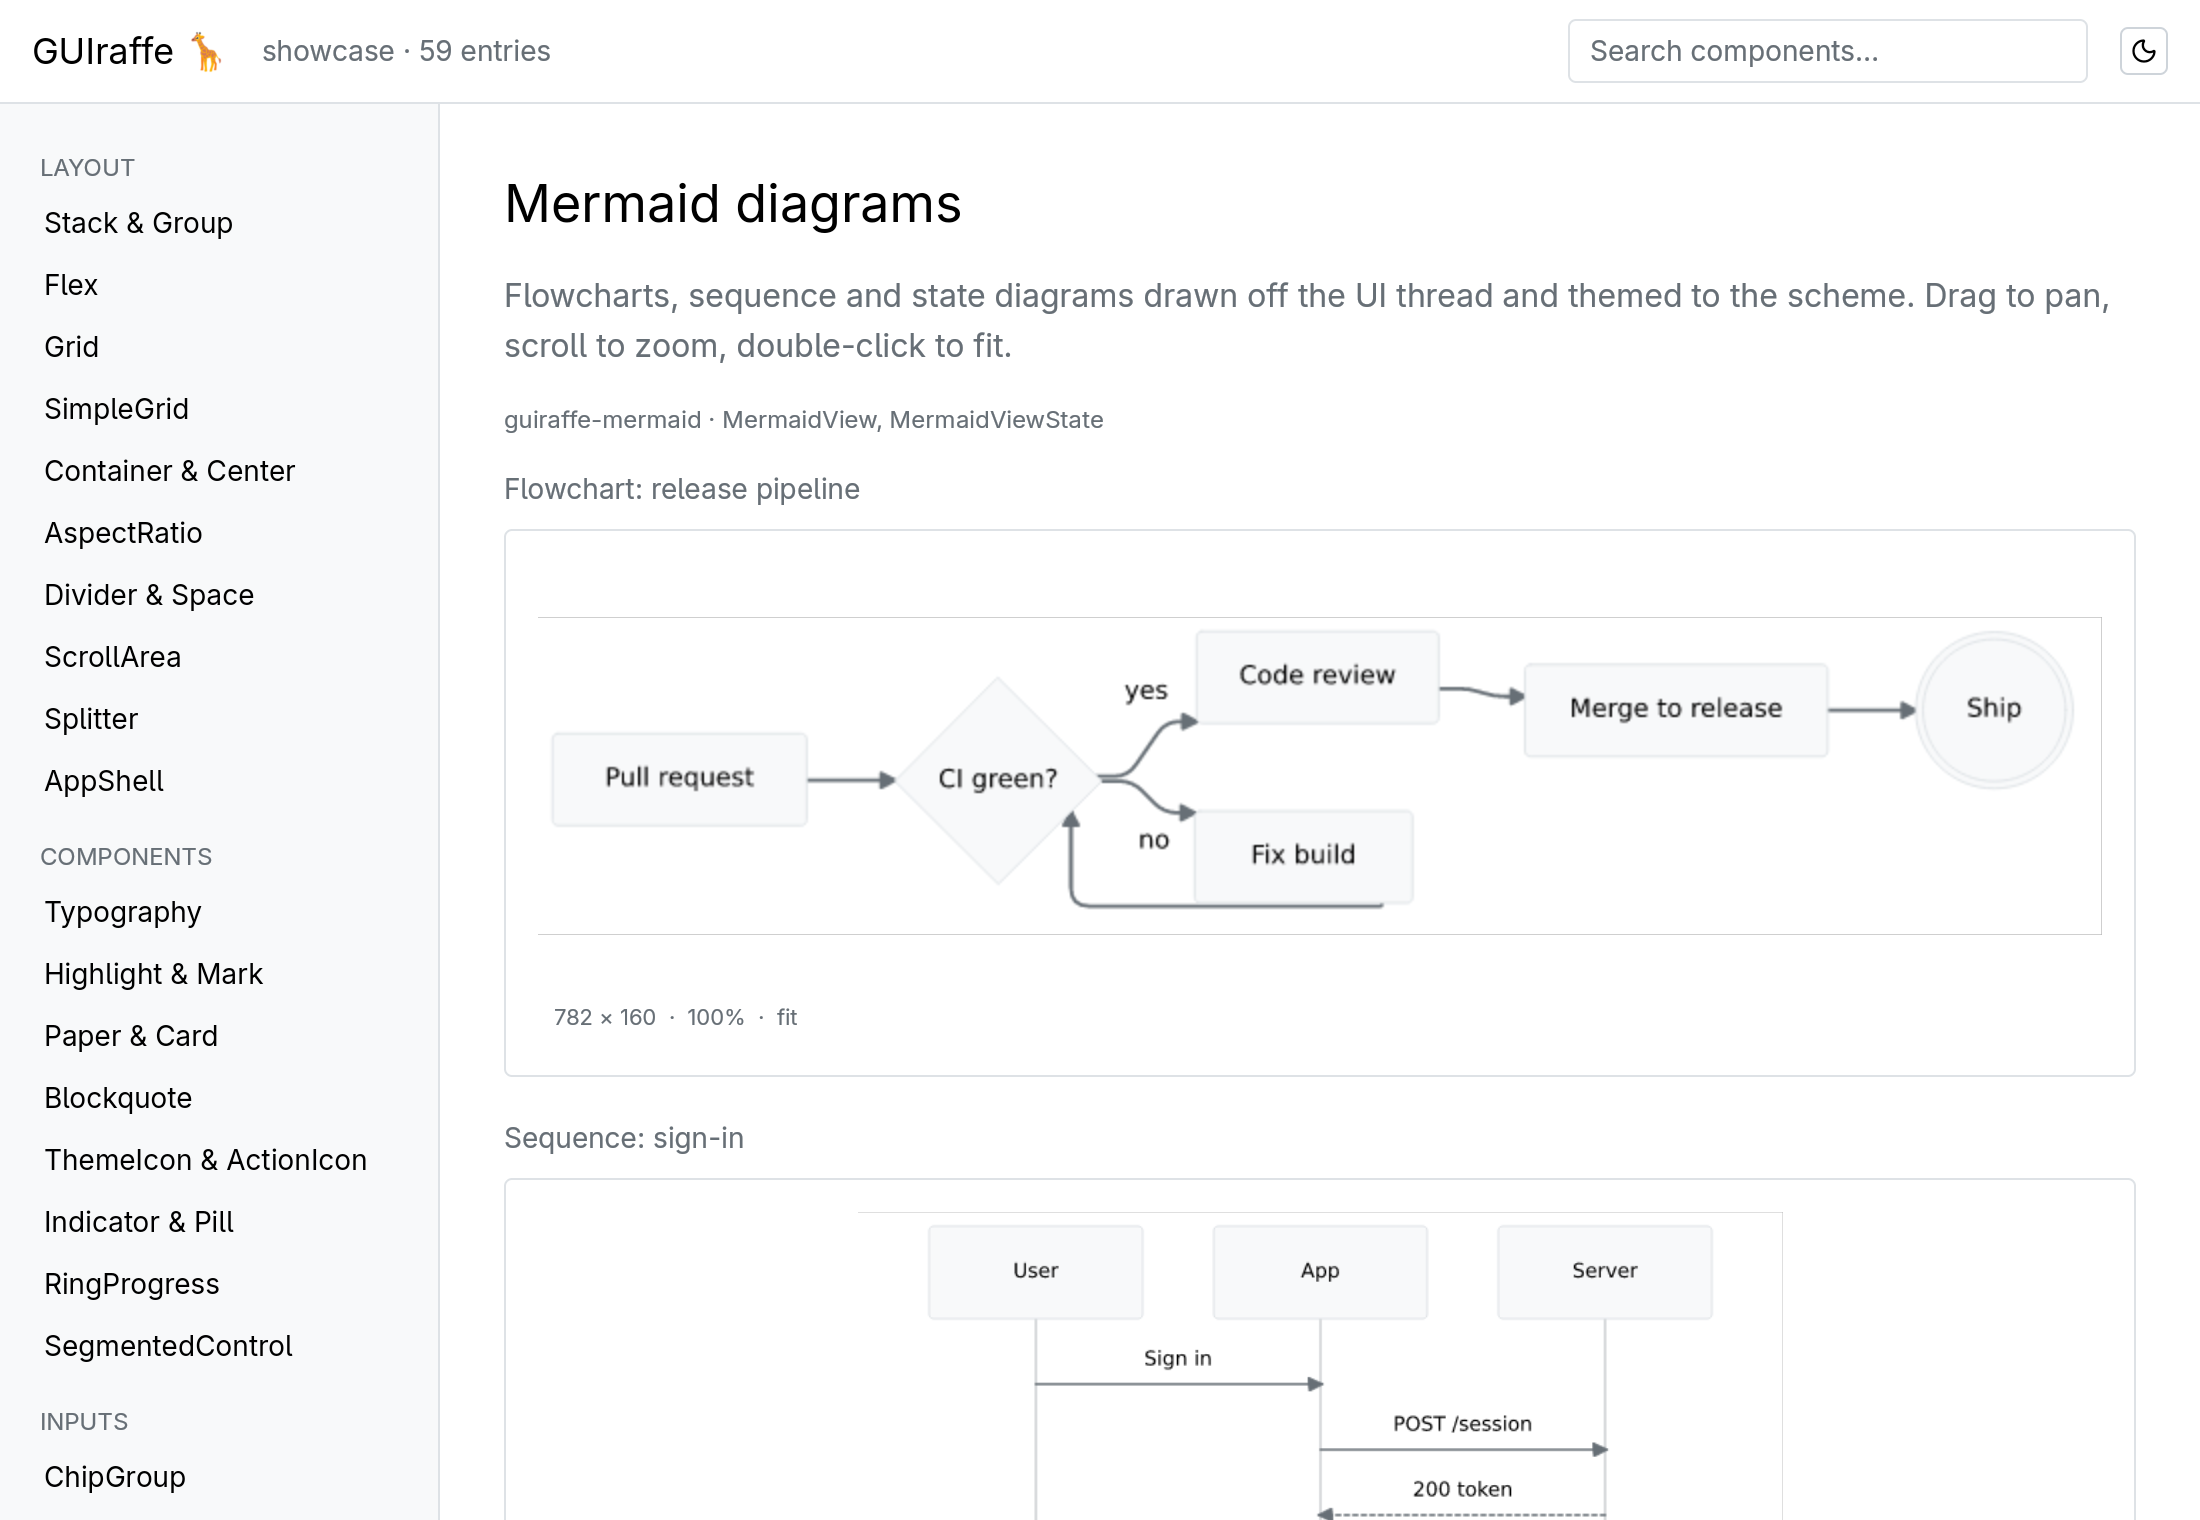 GUIraffe 🦒
showcase · 59 entries
Search components...
LAYOUT
Stack & Group
Flex
Grid
SimpleGrid
Container & Center
AspectRatio
Divider & Space
ScrollArea
Splitter
AppShell
COMPONENTS
Typography
Highlight & Mark
Paper & Card
Blockquote
ThemeIcon & ActionIcon
Indicator & Pill
RingProgress
SegmentedControl
INPUTS
ChipGroup
Mermaid diagrams
Flowcharts, sequence and state diagrams drawn off the UI thread and themed to the scheme. Drag to pan,
scroll to zoom, double-click to fit.
guiraffe-mermaid · MermaidView, MermaidViewState
Flowchart: release pipeline
Pull request
CI green?
yes
no
Code review
Fix build
Merge to release
Ship
782 × 160 · 100% · fit
Sequence: sign-in
User
App
Server
Sign in
POST /session
200 token